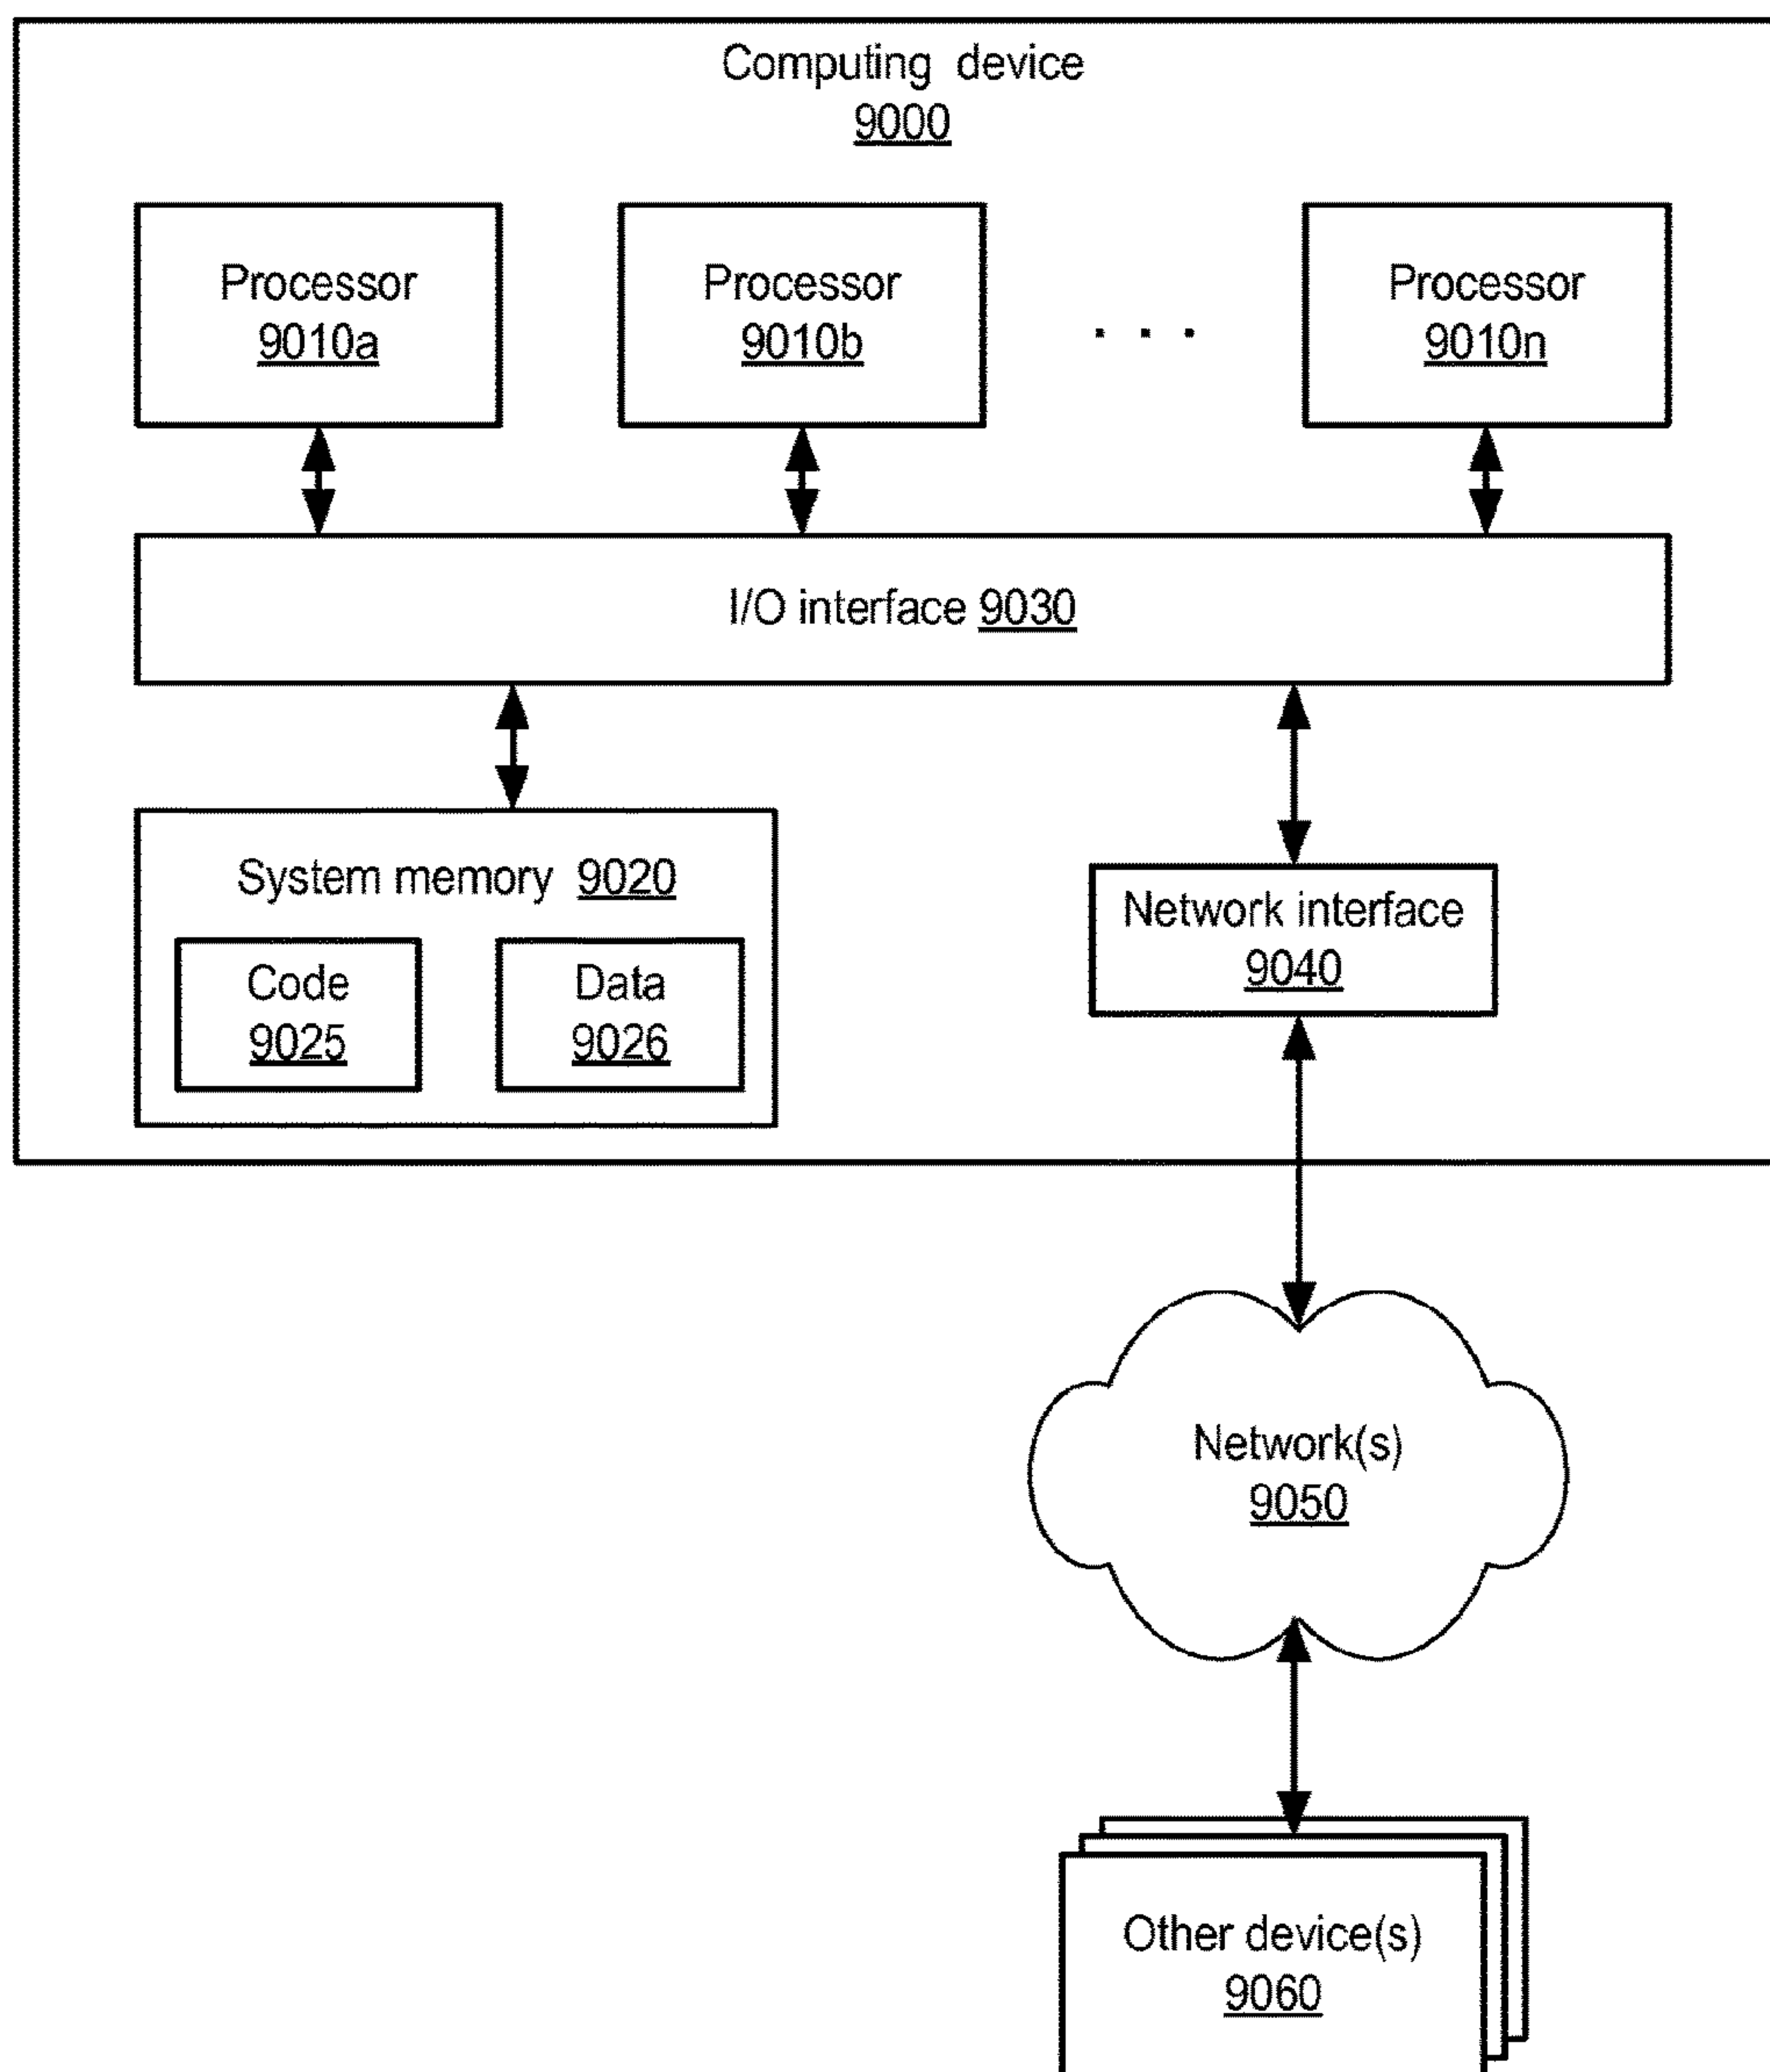 Computing device
9000
Processor
9010a
Processor
9010b
. . .
Processor
9010n
I/O interface 9030
System memory 9020
Code
9025
Data
9026
Network interface
9040
Network(s)
9050
Other device(s)
9060